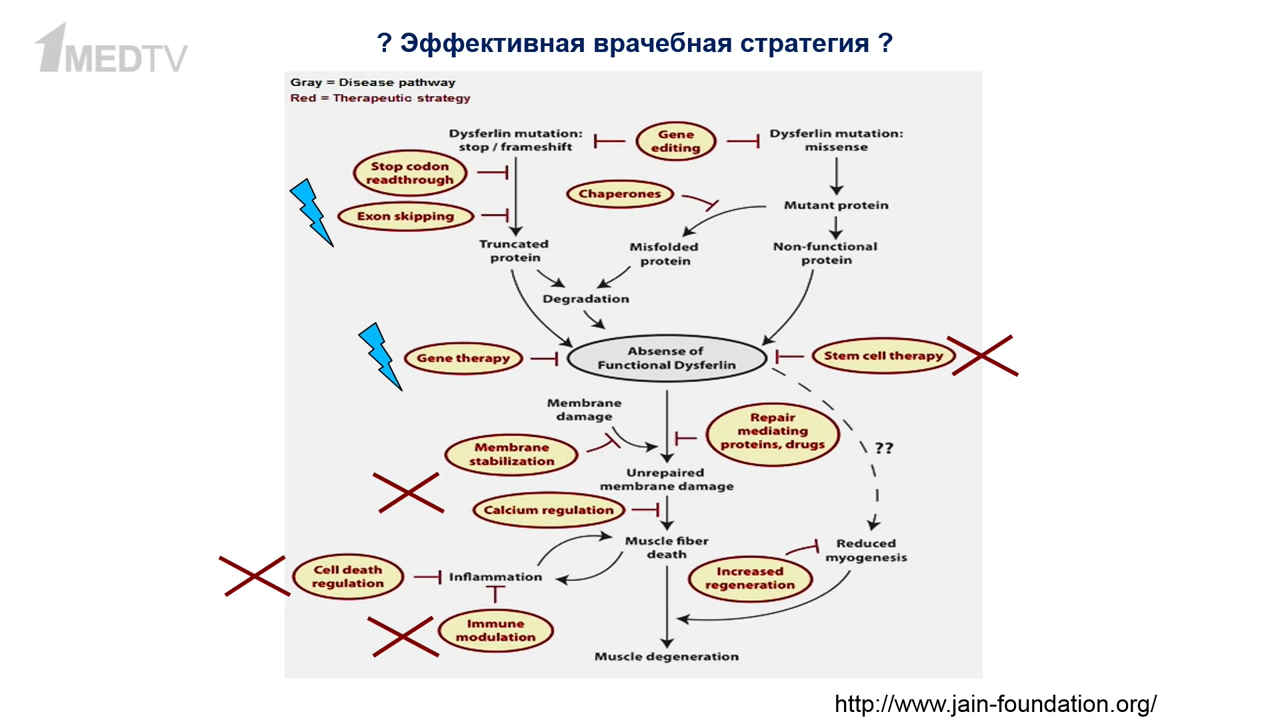 1MEDTV
? Эффективная врачебная стратегия ?
Gray = Disease pathway
Red = Therapeutic strategy
Dysferlin mutation:
stop / frameshift
Gene
editing
Dysferlin mutation:
missense
Stop codon
readthrough
Chaperones
Exon skipping
Mutant protein
Truncated
protein
Misfolded
protein
Non-functional
protein
Degradation
Gene therapy
Absense of
Functional Dysferlin
Stem cell therapy
Membrane
damage
Repair
mediating
proteins, drugs
Membrane
stabilization
??
Unrepaired
membrane damage
Calcium regulation
Muscle fiber
death
Reduced
myogenesis
Cell death
regulation
Inflammation
Increased
regeneration
Immune
modulation
Muscle degeneration
http://www.jain-foundation.org/